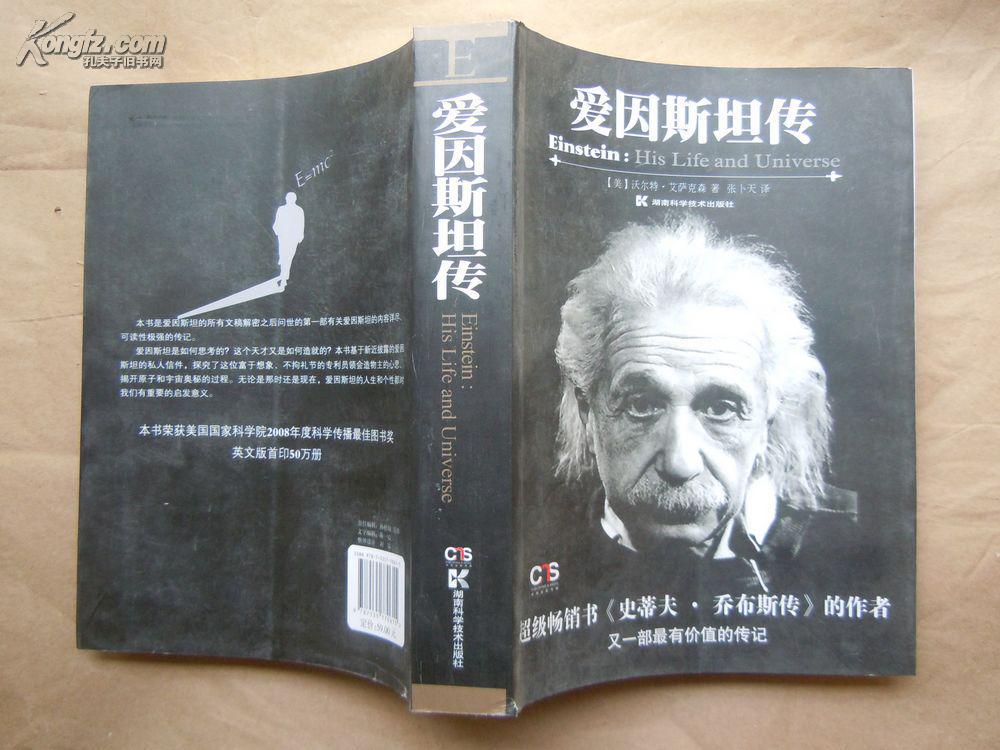 Kongfz.com
孔夫子旧书网
E=mc²
本书是爱因斯坦的所有文稿解密之后问世的第一部有关爱因斯坦的内容详尽、
可读性极强的传记。
爱因斯坦是如何思考的？这个天才又是如何造就的？本书基于新近披露的爱因
斯坦的私人信件，探究了这位富于想象、不拘礼节的专利员领会造物主的心思、
揭开原子和宇宙奥秘的过程。无论是那时还是现在，爱因斯坦的人生和个性都对
我们有重要的启发意义。
本书荣获美国国家科学院2008年度科学传播最佳图书奖
英文版首印50万册
定价:59.00元
E
爱因斯坦传
Einstein:
His Life and Universe
湖南科学技术出版社
爱因斯坦传
Einstein: His Life and Universe
【美】沃尔特·艾萨克森 著 张卜天 译
湖南科学技术出版社
超级畅销书《史蒂夫·乔布斯传》的作者
又一部最有价值的传记